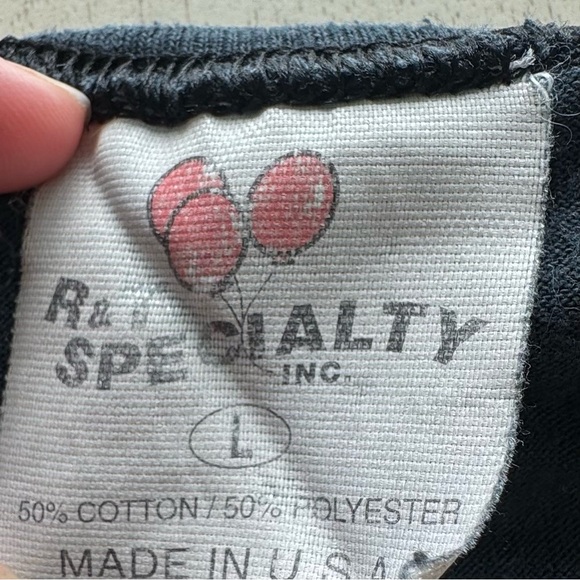 R &
SPECIALTY
INC.
L
50% COTTON / 50% POLYESTER
MADE IN U.S.A.